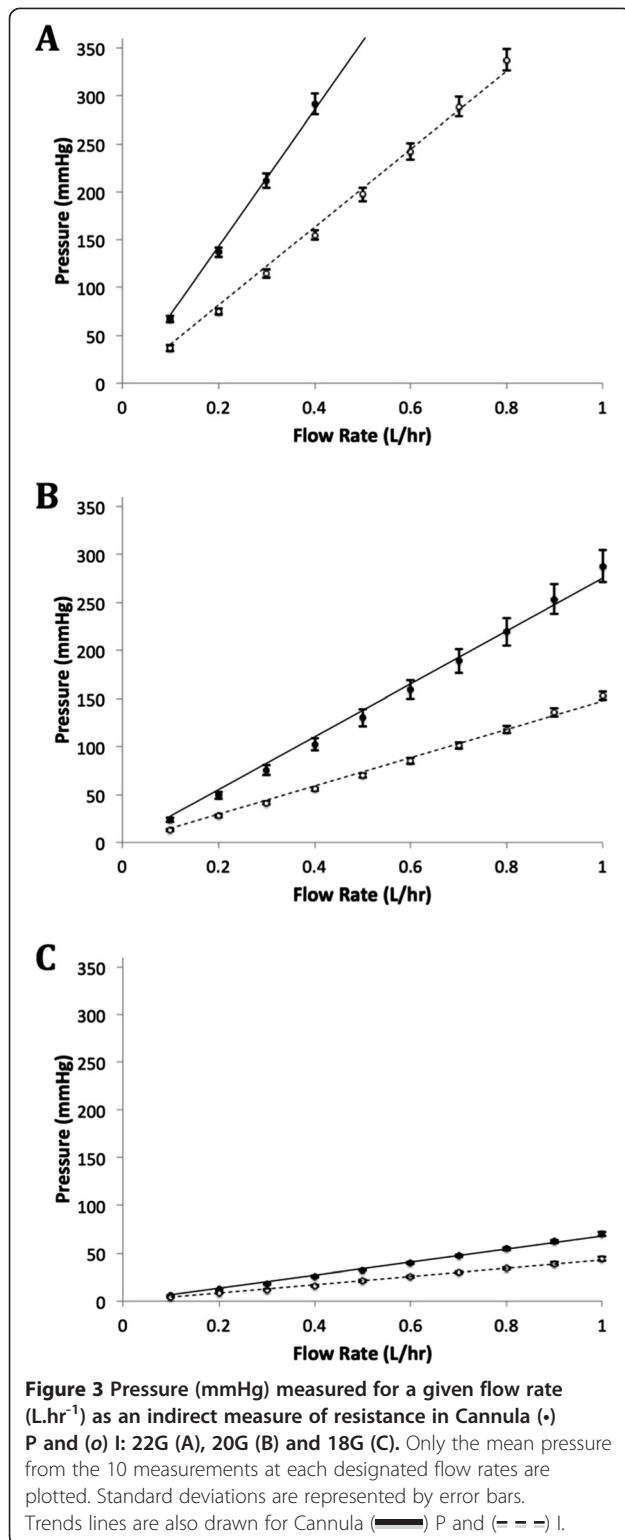 A
350
300
250
200
150
100
50
0
Pressure (mmHg)
0 0.2 0.4 0.6 0.8 1
Flow Rate (L/hr)
B
350
300
250
200
150
100
50
0
Pressure (mmHg)
0 0.2 0.4 0.6 0.8 1
Flow Rate (L/hr)
C
350
300
250
200
150
100
50
0
Pressure (mmHg)
0 0.2 0.4 0.6 0.8 1
Flow Rate (L/hr)
Figure 3 Pressure (mmHg) measured for a given flow rate
(L.hr⁻¹) as an indirect measure of resistance in Cannula (•)
P and (o) I: 22G (A), 20G (B) and 18G (C). Only the mean pressure
from the 10 measurements at each designated flow rates are
plotted. Standard deviations are represented by error bars.
Trends lines are also drawn for Cannula (▬▬) P and (---) I.